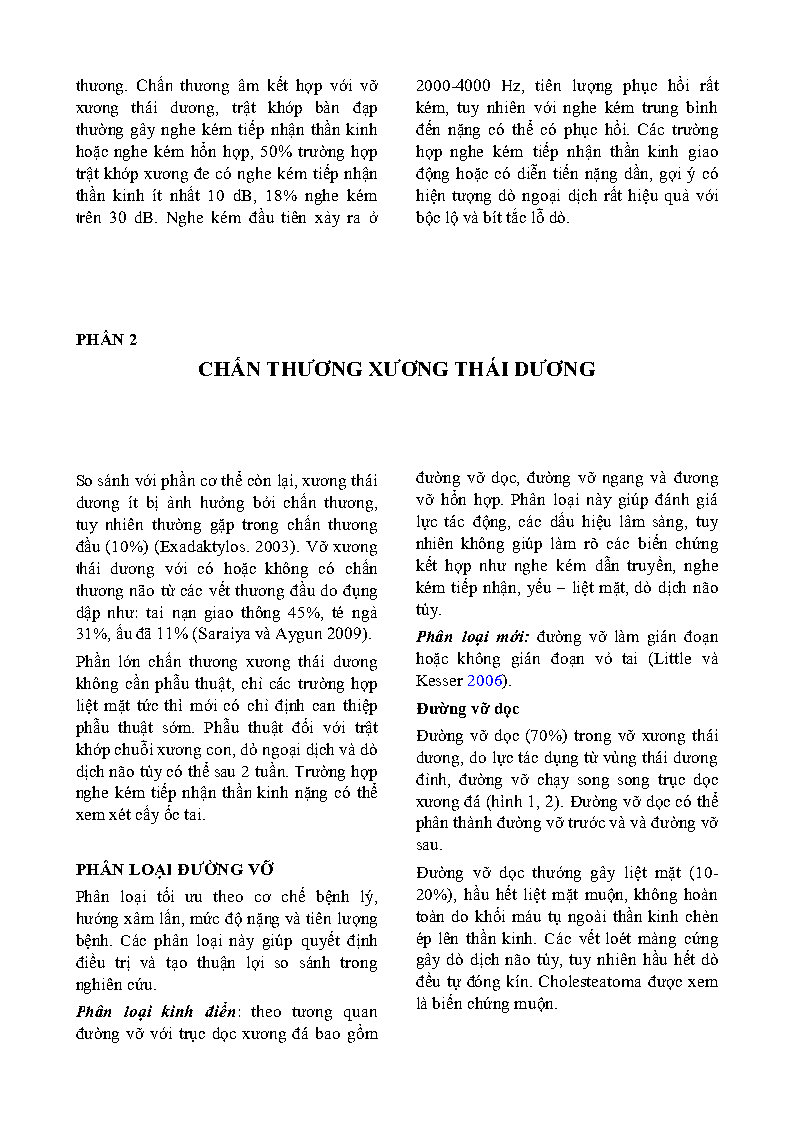 thương. Chấn thương âm kết hợp với vỡ
xương thái dương, trật khớp bàn đạp
thường gây nghe kém tiếp nhận thần kinh
hoặc nghe kém hổn hợp, 50% trường hợp
trật khớp xương đe có nghe kém tiếp nhận
thần kinh ít nhất 10 dB, 18% nghe kém
trên 30 dB. Nghe kém đầu tiên xảy ra ở
2000-4000 Hz, tiên lượng phục hồi rất
kém, tuy nhiên với nghe kém trung bình
đến nặng có thể có phục hồi. Các trường
hợp nghe kém tiếp nhận thần kinh giao
động hoặc có diễn tiến nặng dần, gợi ý có
hiện tượng dò ngoại dịch rất hiệu quả với
bộc lộ và bít tắc lỗ dò.
PHẦN 2
CHẤN THƯƠNG XƯƠNG THÁI DƯƠNG
So sánh với phần cơ thể còn lại, xương thái
dương ít bị ảnh hưởng bởi chấn thương,
tuy nhiên thường gặp trong chấn thương
đầu (10%) (Exadaktylos. 2003). Vỡ xương
thái dương với có hoặc không có chấn
thương não từ các vết thương đầu do đụng
dập như: tai nạn giao thông 45%, té ngã
31%, ẩu đã 11% (Saraiya và Aygun 2009).
Phần lớn chấn thương xương thái dương
không cần phẫu thuật, chỉ các trường hợp
liệt mặt tức thì mới có chỉ định can thiệp
phẫu thuật sớm. Phẫu thuật đối với trật
khớp chuỗi xương con, dò ngoại dịch và dò
dịch não tủy có thể sau 2 tuần. Trường hợp
nghe kém tiếp nhận thần kinh nặng có thể
xem xét cấy ốc tai.
PHÂN LOẠI ĐƯỜNG VỠ
Phân loại tối ưu theo cơ chế bệnh lý,
hướng xâm lấn, mức độ nặng và tiên lượng
bệnh. Các phân loại này giúp quyết định
điều trị và tạo thuận lợi so sánh trong
nghiên cứu.
Phân loại kinh điển: theo tương quan
đường vỡ với trục dọc xương đá bao gồm
đường vỡ dọc, đường vỡ ngang và đương
vỡ hổn hợp. Phân loại này giúp đánh giá
lực tác động, các dấu hiệu lâm sàng, tuy
nhiên không giúp làm rõ các biến chứng
kết hợp như nghe kém dẫn truyền, nghe
kém tiếp nhận, yếu – liệt mặt, dò dịch não
tủy.
Phân loại mới: đường vỡ làm gián đoạn
hoặc không gián đoạn vỏ tai (Little và
Kesser 2006).
Đường vỡ dọc
Đường vỡ dọc (70%) trong vỡ xương thái
dương, do lực tác dụng từ vùng thái dương
đỉnh, đường vỡ chạy song song trục dọc
xương đá (hình 1, 2). Đường vỡ dọc có thể
phân thành đường vỡ trước và và đường vỡ
sau.
Đường vỡ dọc thướng gây liệt mặt (10-
20%), hầu hết liệt mặt muộn, không hoàn
toàn do khối máu tụ ngoài thần kinh chèn
ép lên thần kinh. Các vết loét màng cứng
gây dò dịch não tủy, tuy nhiên hầu hết dò
đều tự đóng kín. Cholesteatoma được xem
là biến chứng muộn.